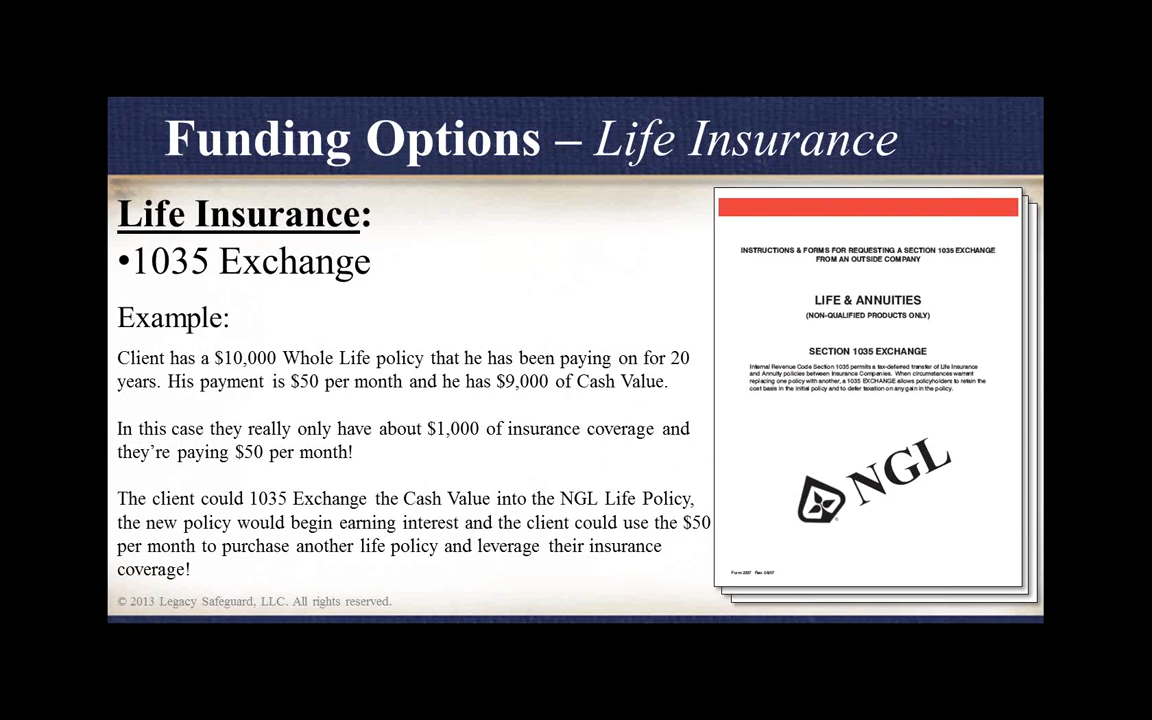 Funding Options – Life Insurance
Life Insurance:
•1035 Exchange
Example:
Client has a $10,000 Whole Life policy that he has been paying on for 20
years. His payment is $50 per month and he has $9,000 of Cash Value.
In this case they really only have about $1,000 of insurance coverage and
they’re paying $50 per month!
The client could 1035 Exchange the Cash Value into the NGL Life Policy,
the new policy would begin earning interest and the client could use the $50
per month to purchase another life policy and leverage their insurance
coverage!
© 2013 Legacy Safeguard, LLC. All rights reserved.
INSTRUCTIONS & FORMS FOR REQUESTING A SECTION 1035 EXCHANGE
FROM AN OUTSIDE COMPANY
LIFE & ANNUITIES
(NON-QUALIFIED PRODUCTS ONLY)
SECTION 1035 EXCHANGE
Internal Revenue Code Section 1035 permits a tax-deferred transfer of Life Insurance
and Annuity policies between Insurance Companies. When circumstances warrant
replacing one policy with another, a 1035 EXCHANGE allows policyholders to retain the
cost basis in the initial policy and to defer taxation on any gain in the policy.
NGL
Form 2397 Rev. 04/07